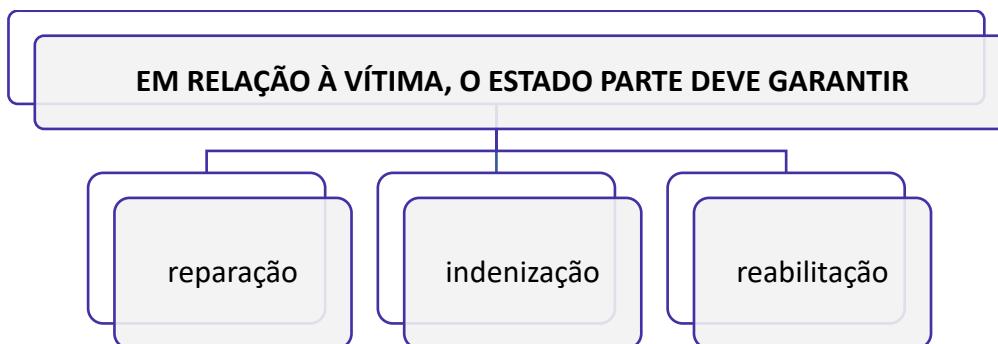 EM RELAÇÃO À VÍTIMA, O ESTADO PARTE DEVE GARANTIR
reparação
indenização
reabilitação